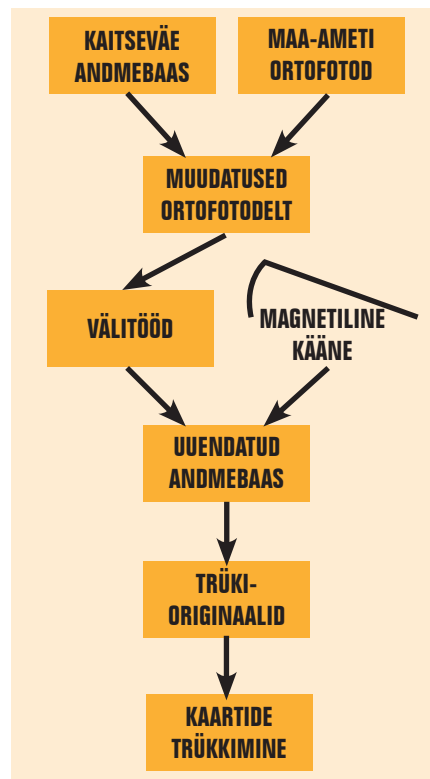 KAITSEVÄE
ANDMEBAAS
MAA-AMETI
ORTOFOTOD
MUUDATUSED
ORTOFOTODELT
VÄLITÖÖD
MAGNETILINE
KÄÄNE
UUENDATUD
ANDMEBAAS
TRÜKI-
ORIGINAALID
KAARTIDE
TRÜKKIMINE